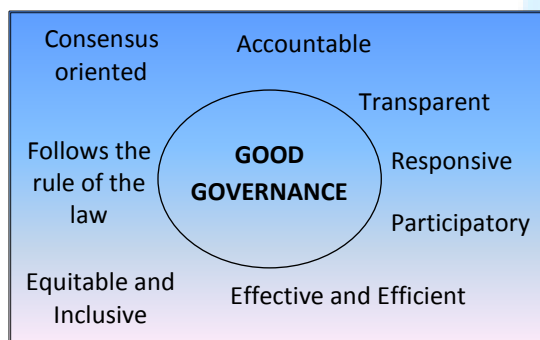 Consensus
oriented
Accountable
Transparent
Follows the
rule of the
law
GOOD
GOVERNANCE
Responsive
Participatory
Equitable and
Inclusive
Effective and Efficient